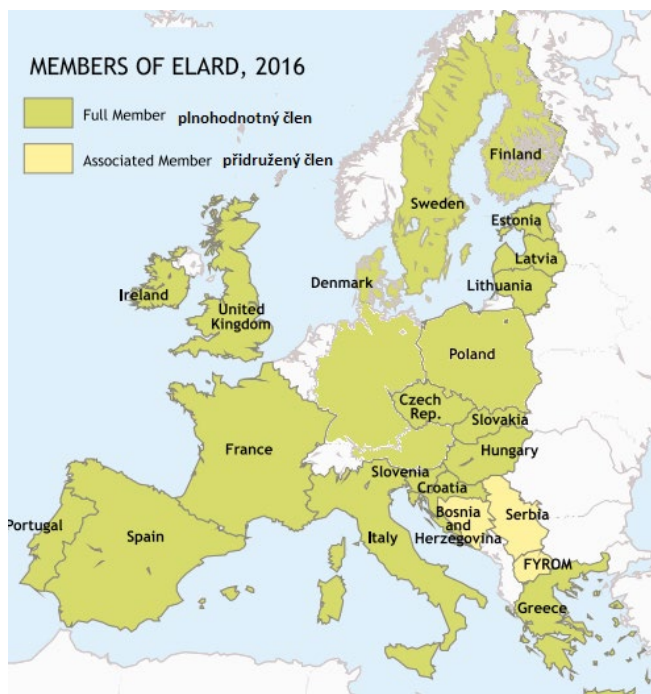 MEMBERS OF ELARD, 2016
Full Member plnohodnotný člen
Associated Member přidružený člen
Finland
Sweden
Estonia
Latvia
Denmark
Lithuania
Ireland
United
Kingdom
Poland
Czech
Rep.
Slovakia
France
Hungary
Slovenia
Croatia
Bosnia
and
Herzegovina
Serbia
Portugal
Spain
Italy
FYROM
Greece